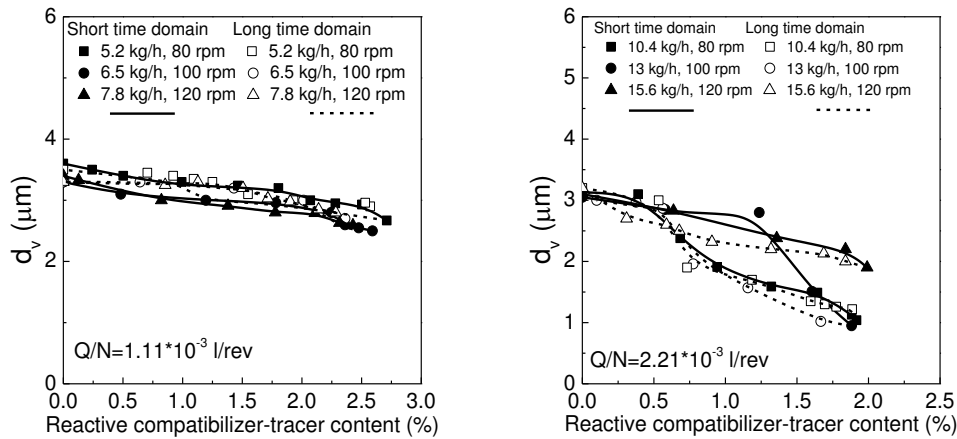 Short time domain Long time domain
5.2 kg/h, 80 rpm 5.2 kg/h, 80 rpm
6.5 kg/h, 100 rpm 6.5 kg/h, 100 rpm
7.8 kg/h, 120 rpm 7.8 kg/h, 120 rpm
6
5
4
3
2
1
0
dv (μm)
Q/N=1.11*10-3 l/rev
0.0 0.5 1.0 1.5 2.0 2.5 3.0
Reactive compatibilizer-tracer content (%)
Short time domain Long time domain
10.4 kg/h, 80 rpm 10.4 kg/h, 80 rpm
13 kg/h, 100 rpm 13 kg/h, 100 rpm
15.6 kg/h, 120 rpm 15.6 kg/h, 120 rpm
6
5
4
3
2
1
0
dv (μm)
Q/N=2.21*10-3 l/rev
0.0 0.5 1.0 1.5 2.0 2.5
Reactive compatibilizer-tracer content (%)